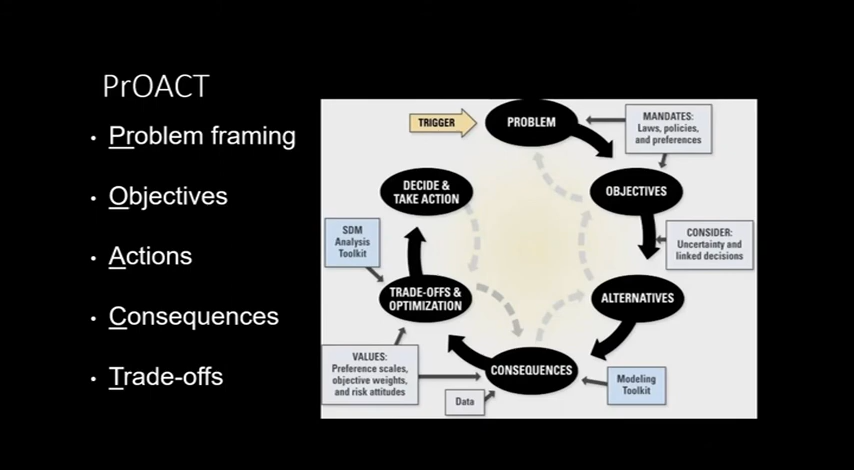 PrOACT
• Problem framing
• Objectives
• Actions
• Consequences
• Trade-offs
TRIGGER
PROBLEM
MANDATES:
Laws, policies,
and preferences
DECIDE &
TAKE ACTION
OBJECTIVES
SDM
Analysis
Toolkit
CONSIDER:
Uncertainty and
linked decisions
TRADE-OFFS &
OPTIMIZATION
ALTERNATIVES
VALUES:
Preference scales,
objective weights,
and risk attitudes
CONSEQUENCES
Data
Modeling
Toolkit